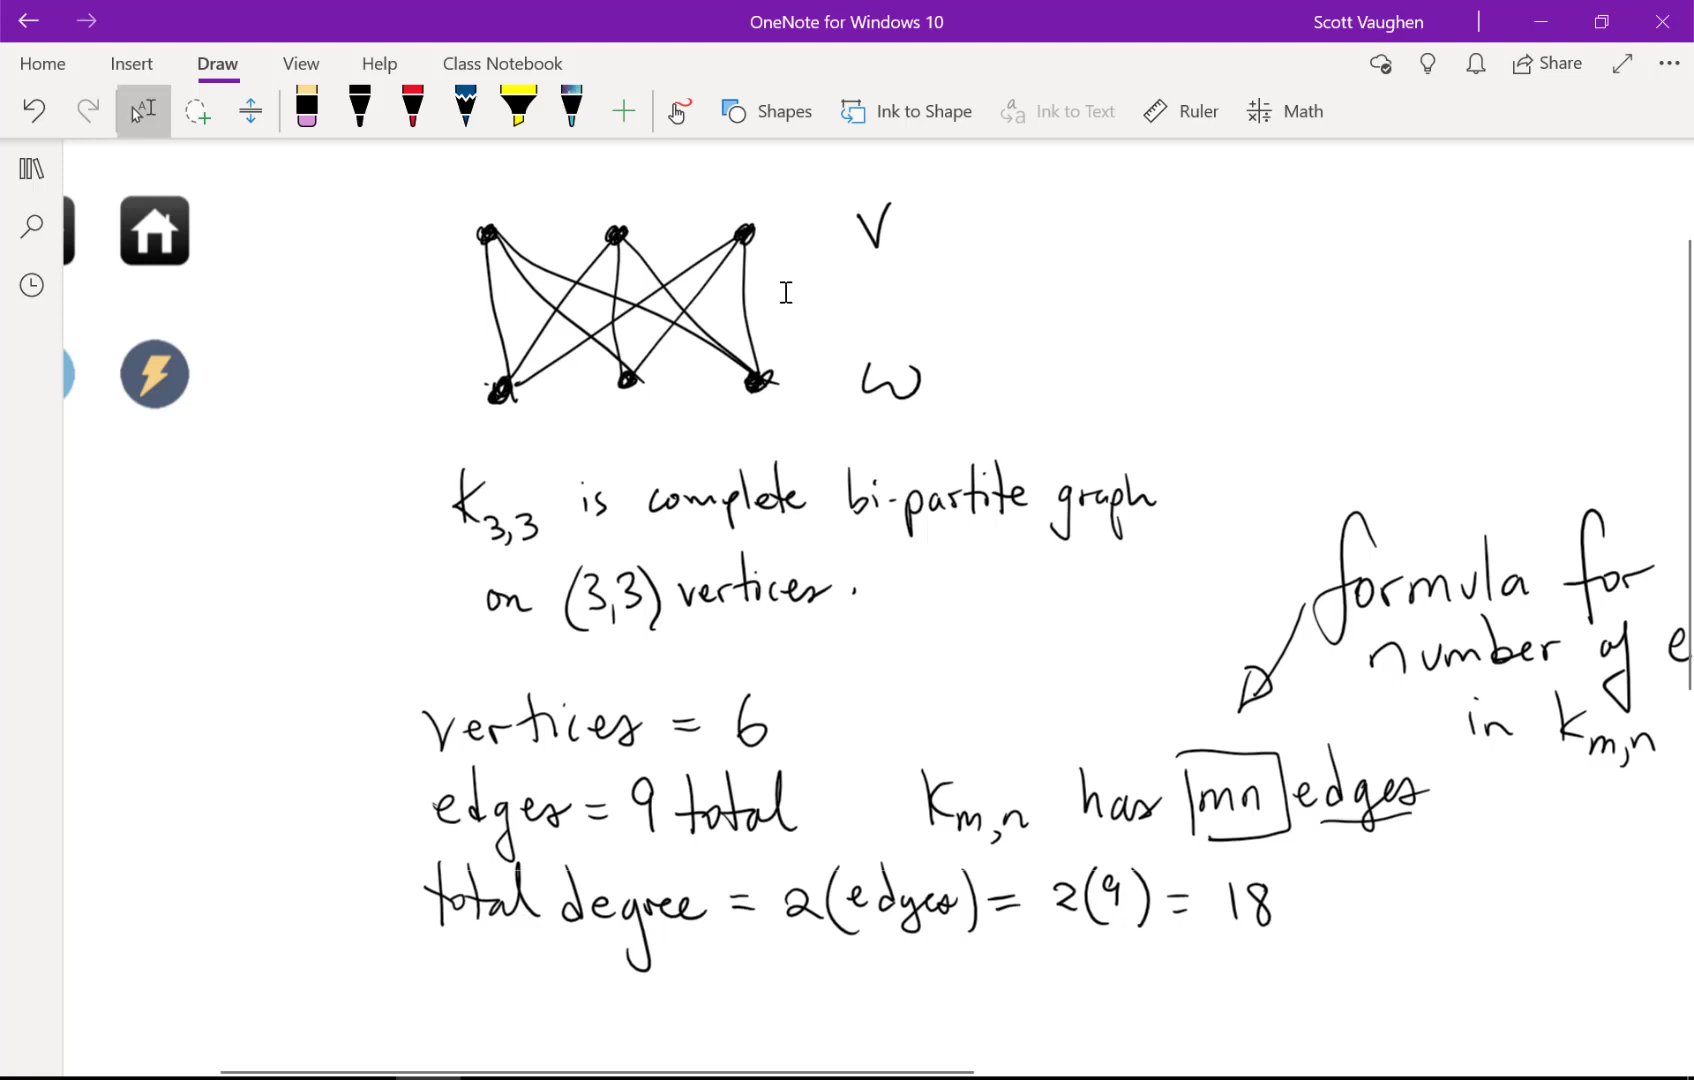 OneNote for Windows 10
Scott Vaughen
Home Insert Draw View Help Class Notebook Share
Shapes Ink to Shape Ink to Text Ruler Math
V
W
K3,3 is complete bi-partite graph
on (3,3) vertices.
formula for
number of e
in Km,n
vertices = 6
edges = 9 total
Km,n has mn edges
total degree = 2(edges) = 2(9) = 18